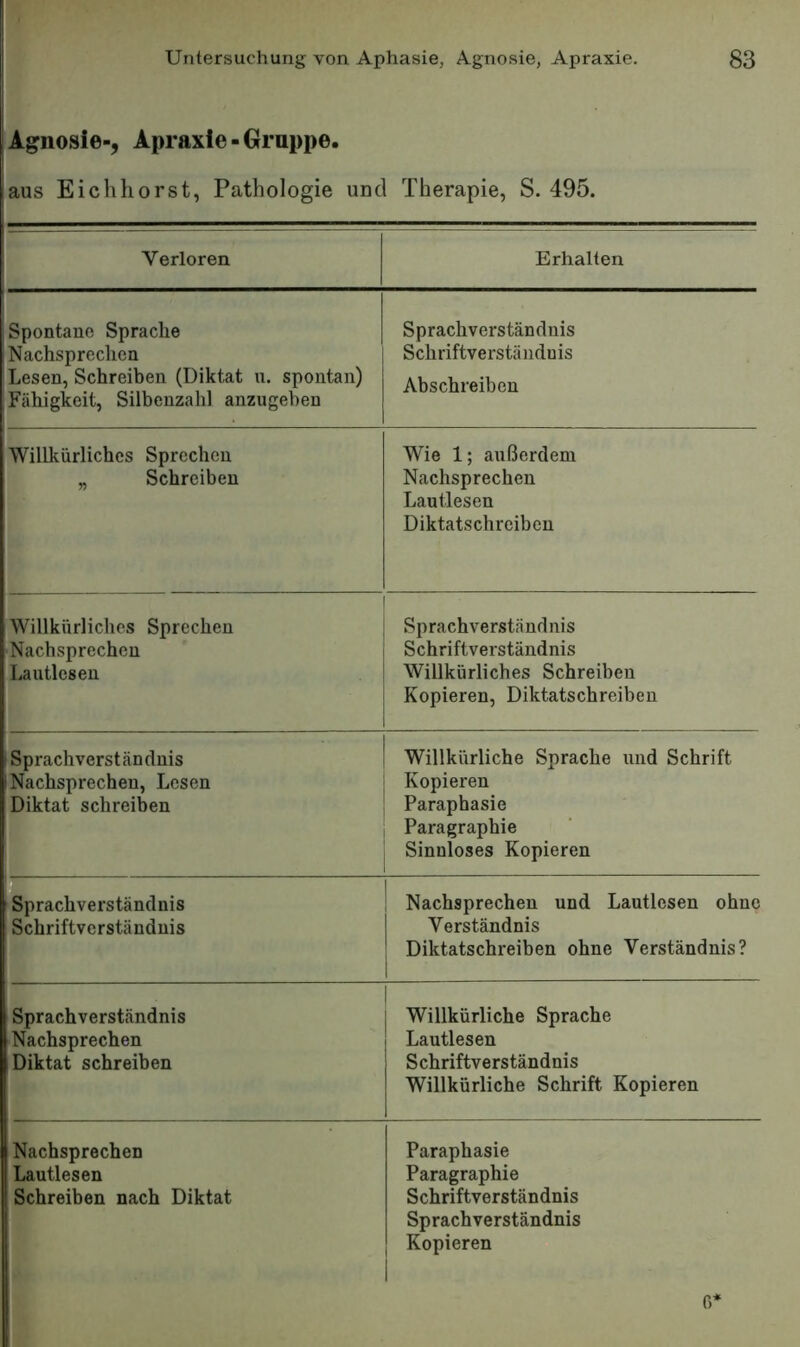 Untersuchung von Aphasie, Agnosie, Apraxie. 83
Agnosie-, Apraxie-Gruppe.
aus Eichhorst, Pathologie und Therapie, S. 495.
Verloren
Erhalten
Spontane Sprache
Nachsprechen
Lesen, Schreiben (Diktat u. spontan)
Fähigkeit, Silbenzahl anzugeben
Sprachverständnis
Schriftverständnis
Abschreiben
Willkürliches Sprechen
„ Schreiben
Wie 1; außerdem
Nachsprechen
Lautlesen
Diktatschreiben
Willkürliches Sprechen
Nachsprechen
Lautlesen
Sprachverständnis
Schriftverständnis
Willkürliches Schreiben
Kopieren, Diktatschreiben
Sprachverständnis
Nachsprechen, Lesen
Diktat schreiben
Willkürliche Sprache und Schrift
Kopieren
Paraphasie
Paragraphie
Sinnloses Kopieren
Sprachverständnis
Schriftverständnis
Nachsprechen und Lautlesen ohne
Verständnis
Diktatschreiben ohne Verständnis?
Sprachverständnis
Nachsprechen
Diktat schreiben
Willkürliche Sprache
Lautlesen
Schriftverständnis
Willkürliche Schrift Kopieren
Nachsprechen
Lautlesen
Schreiben nach Diktat
Paraphasie
Paragraphie
Schriftverständnis
Sprachverständnis
Kopieren
6*